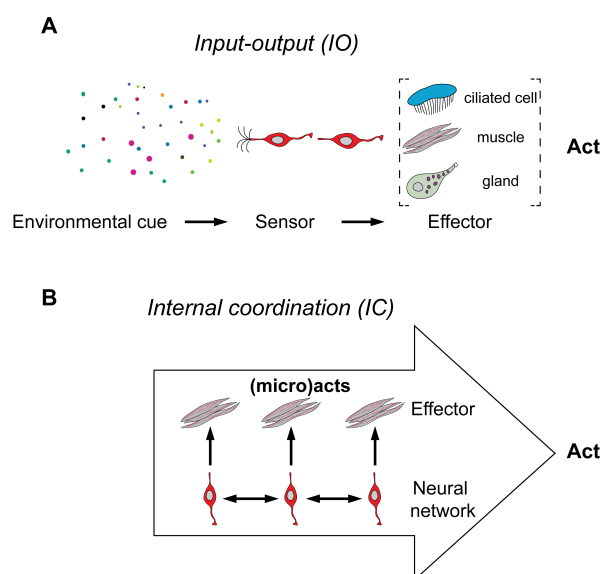 A
Input-output (IO)
ciliated cell
muscle
gland
Act
Environmental cue
Sensor
Effector
B
Internal coordination (IC)
(micro)acts
Effector
Act
Neural
network